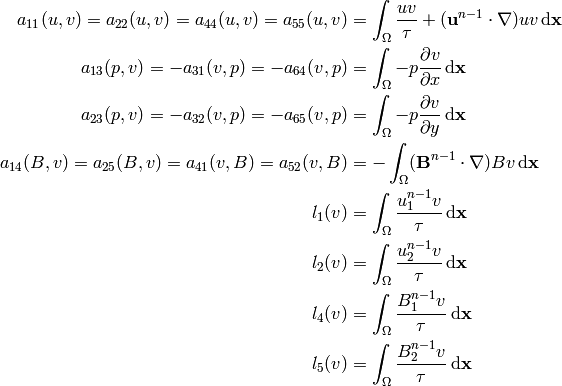 a_{11}(u, v) = a_{22}(u, v) = a_{44}(u, v) = a_{55}(u, v) = \int_{\Omega} \frac{uv}{\tau} + (\mathbf{u}^{n-1} \cdot \nabla)uv \, \mathrm{d}\mathbf{x}
a_{13}(p, v) = -a_{31}(v, p) = -a_{64}(v, p) = \int_{\Omega} -p \frac{\partial v}{\partial x} \, \mathrm{d}\mathbf{x}
a_{23}(p, v) = -a_{32}(v, p) = -a_{65}(v, p) = \int_{\Omega} -p \frac{\partial v}{\partial y} \, \mathrm{d}\mathbf{x}
a_{14}(B, v) = a_{25}(B, v) = a_{41}(v, B) = a_{52}(v, B) = -\int_{\Omega} (\mathbf{B}^{n-1} \cdot \nabla)Bv \, \mathrm{d}\mathbf{x}
l_1(v) = \int_{\Omega} \frac{u_1^{n-1}v}{\tau} \, \mathrm{d}\mathbf{x}
l_2(v) = \int_{\Omega} \frac{u_2^{n-1}v}{\tau} \, \mathrm{d}\mathbf{x}
l_4(v) = \int_{\Omega} \frac{B_1^{n-1}v}{\tau} \, \mathrm{d}\mathbf{x}
l_5(v) = \int_{\Omega} \frac{B_2^{n-1}v}{\tau} \, \mathrm{d}\mathbf{x}